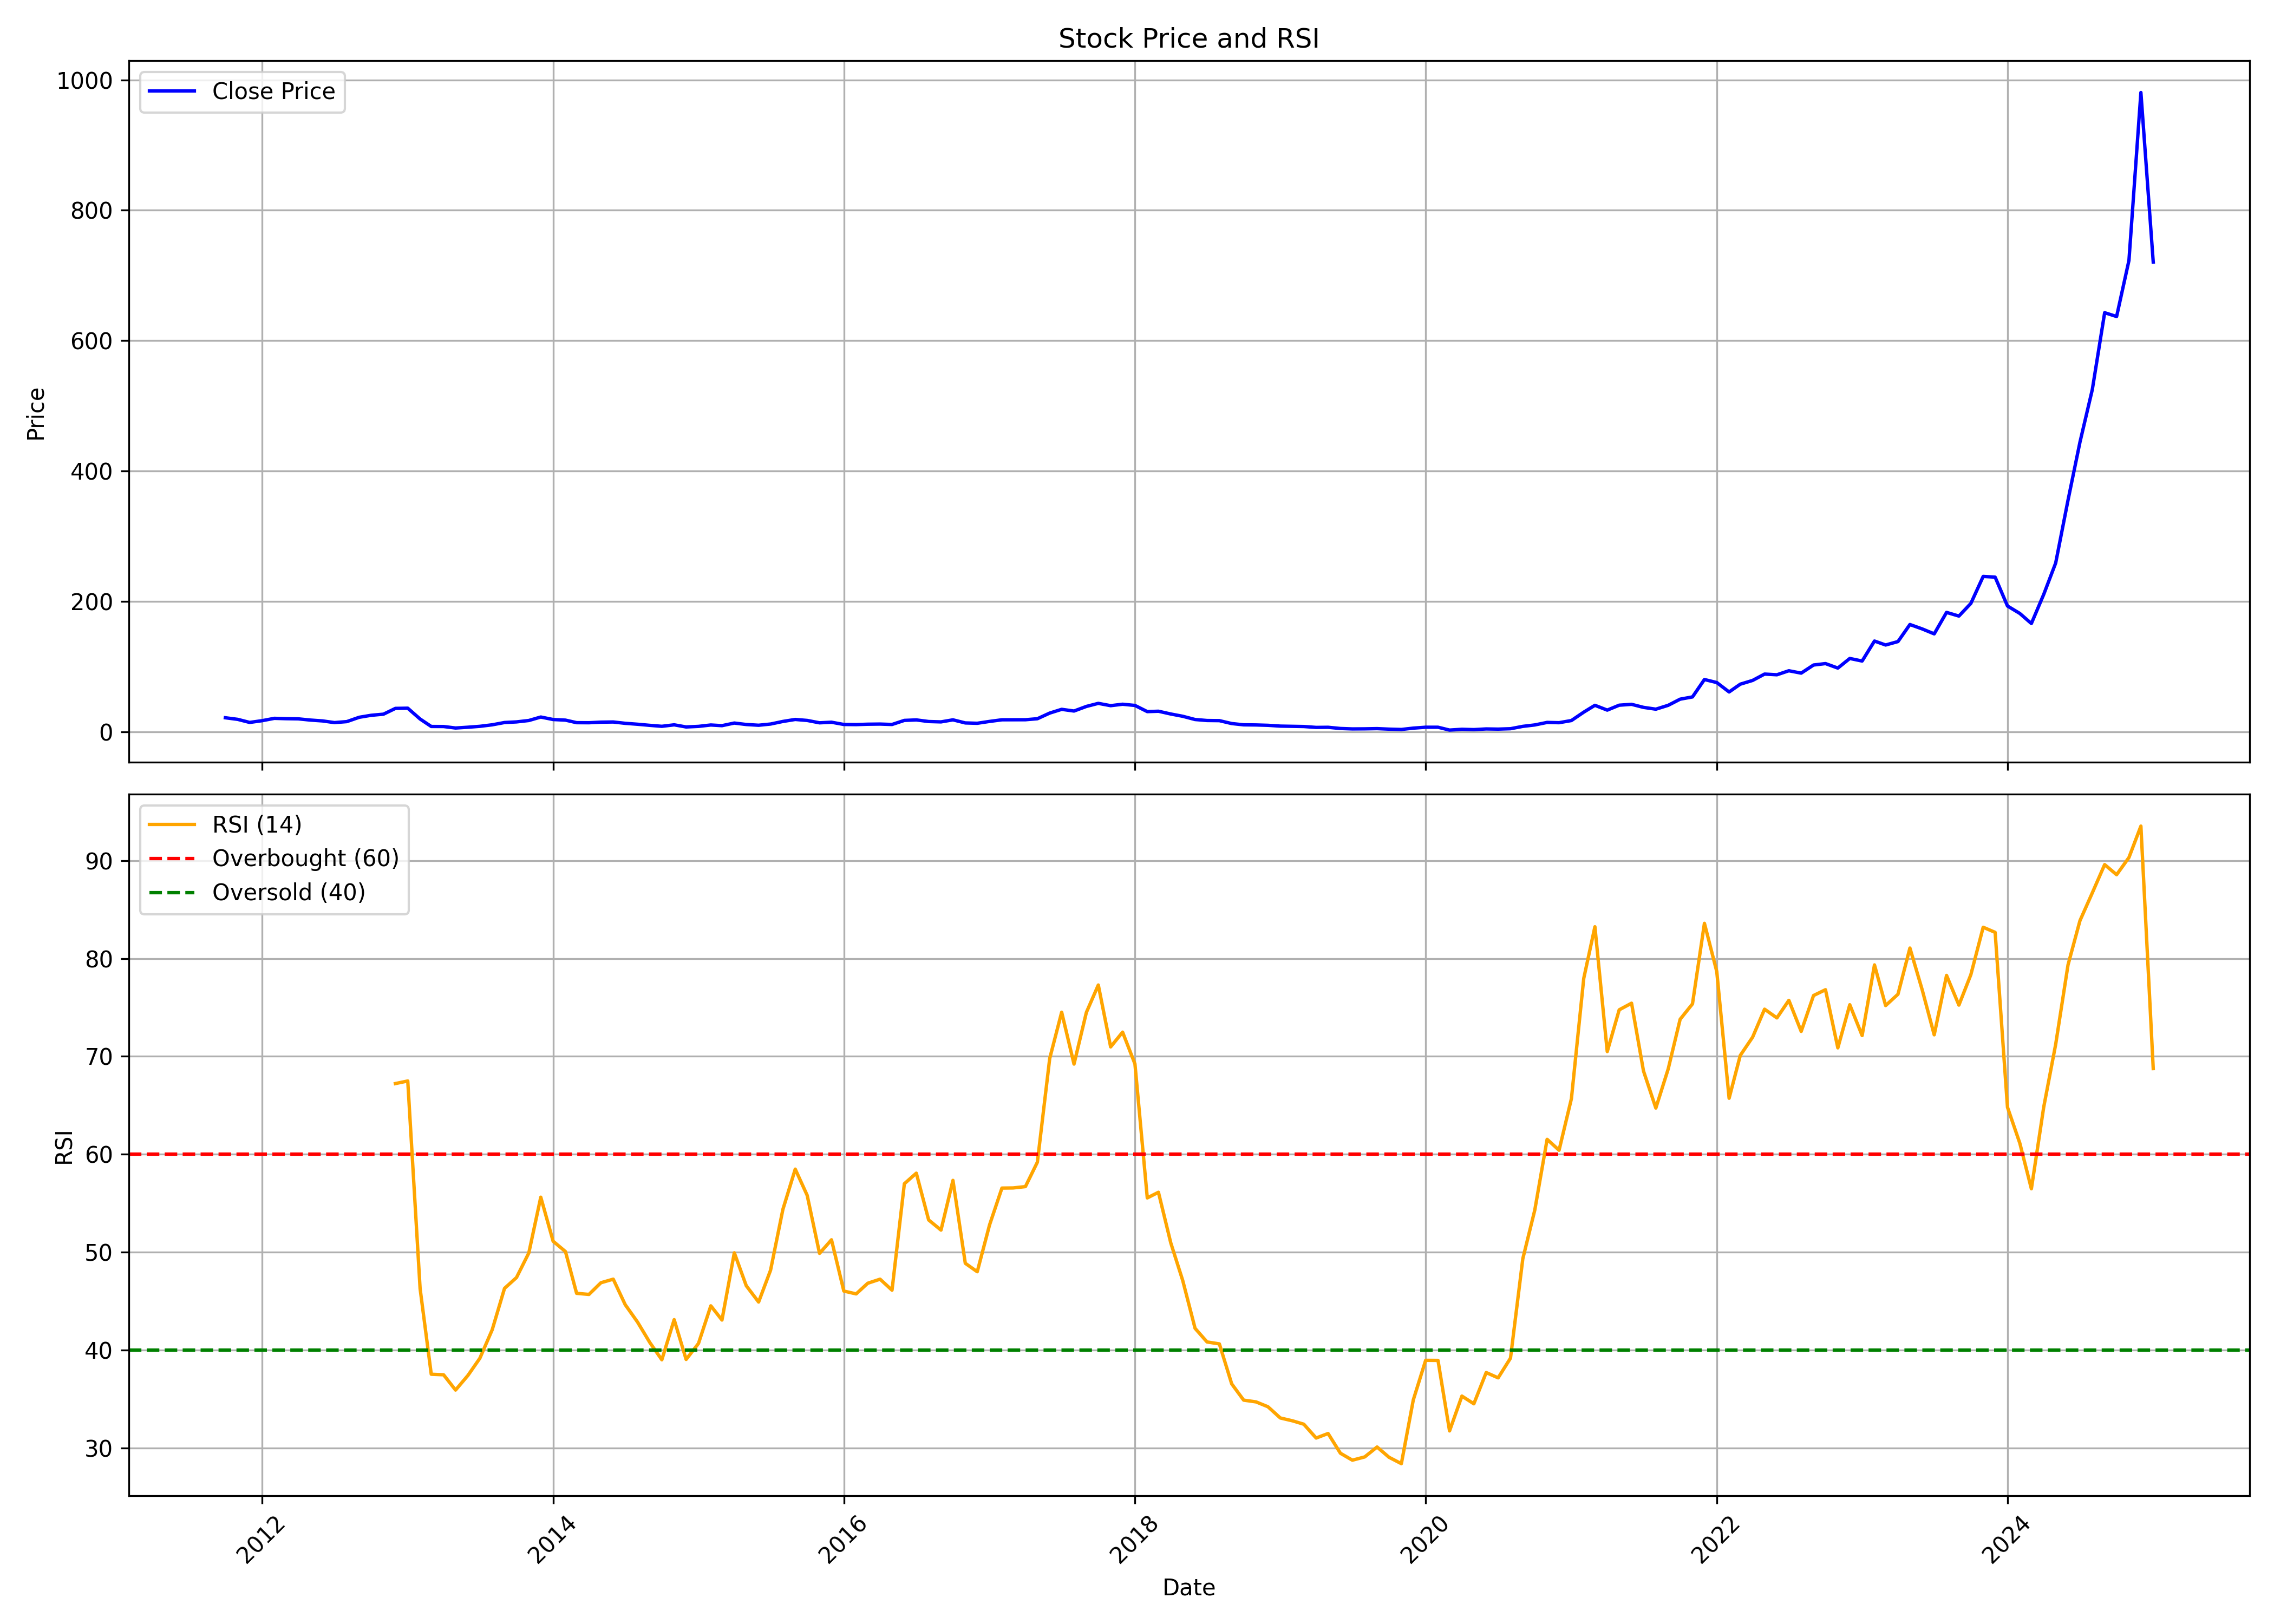 Stock Price and RSI
Close Price
1000
800
600
400
200
0
Price
RSI (14)
Overbought (60)
Oversold (40)
90
80
70
60
50
40
30
RSI
2012
2014
2016
2018
2020
2022
2024
Date